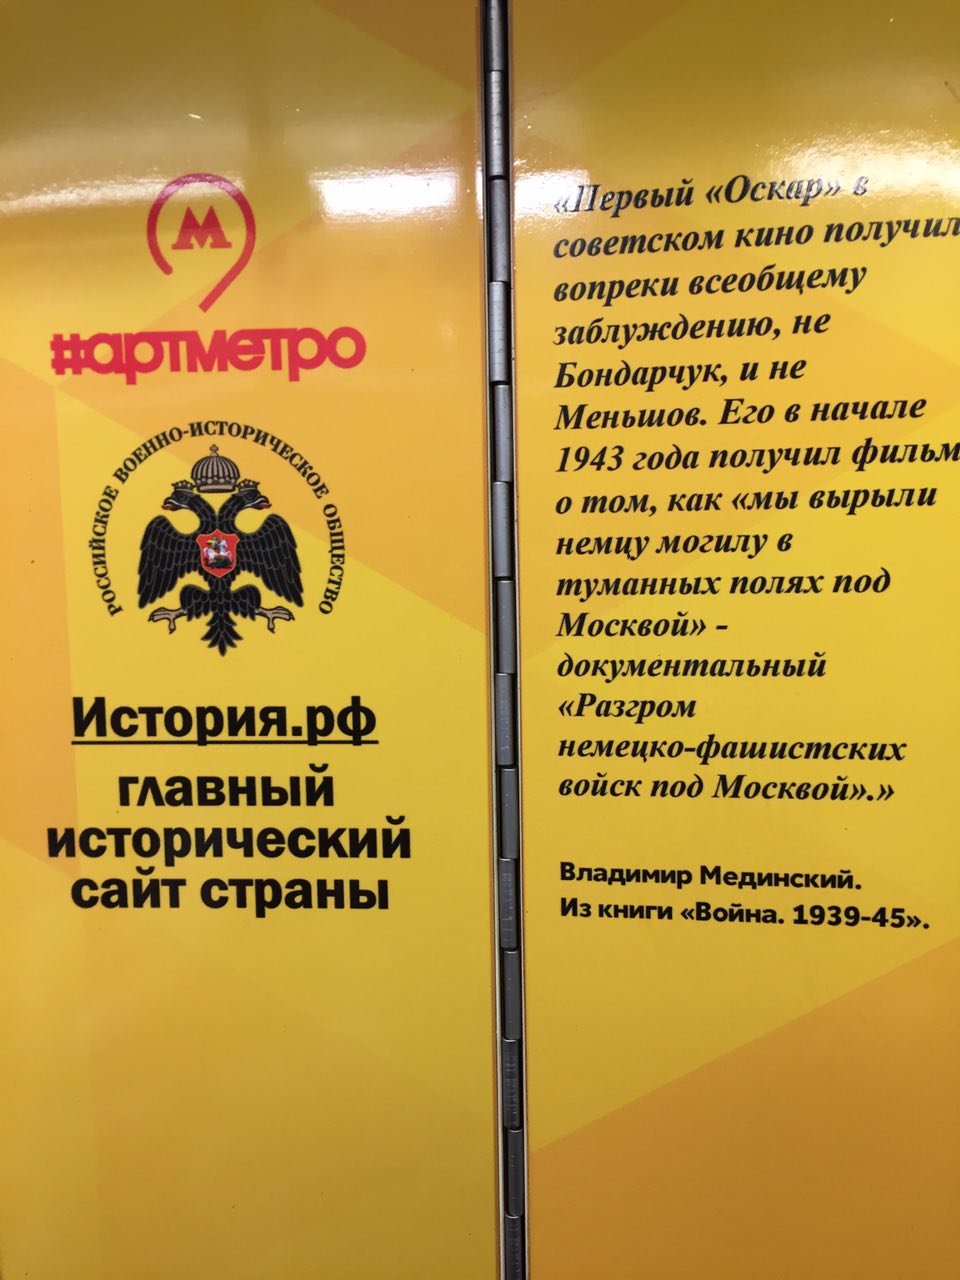 М
#артметро
РОССИЙСКОЕ ВОЕННО-ИСТОРИЧЕСКОЕ ОБЩЕСТВО
История.рф
главный
исторический
сайт страны
«Первый «Оскар» в
советском кино получил
вопреки всеобщему
заблуждению, не
Бондарчук, и не
Меньшов. Его в начале
1943 года получил фильм
о том, как «мы вырыли
немцу могилу в
туманных полях под
Москвой» -
документальный
«Разгром
немецко-фашистских
войск под Москвой».»
Владимир Мединский.
Из книги «Война. 1939-45».